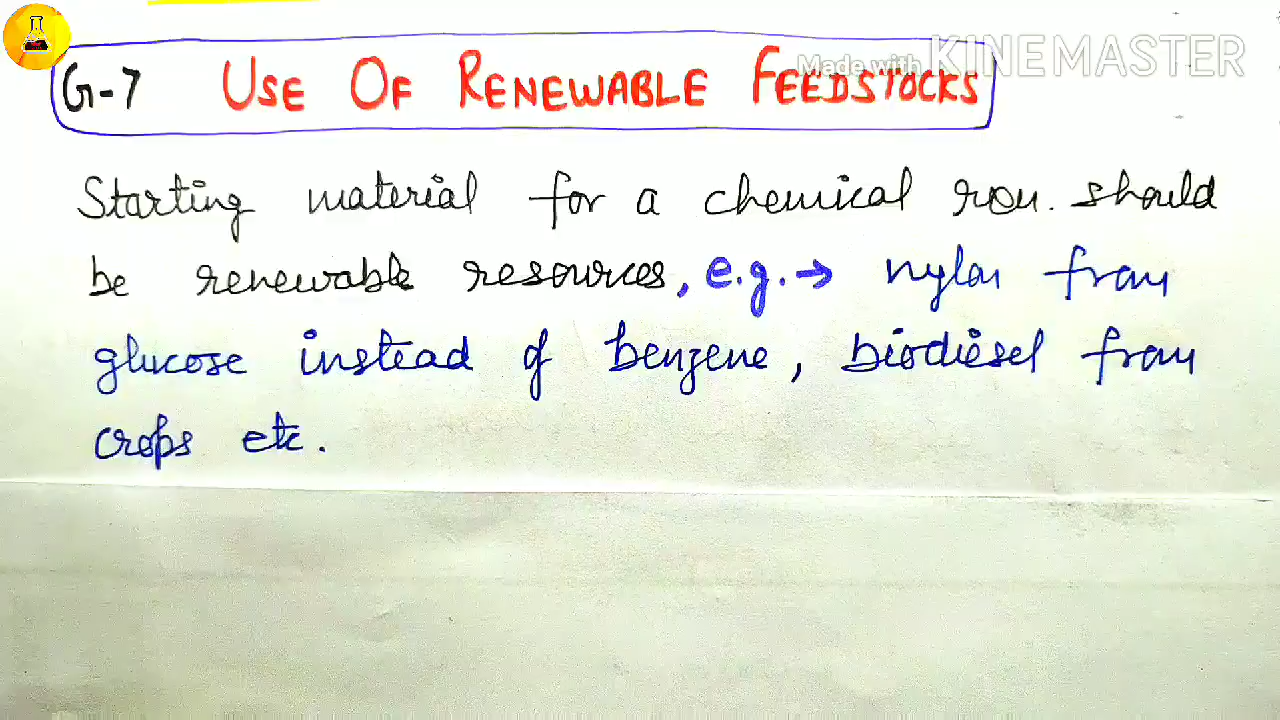 G-7 USE OF RENEWABLE FEEDSTOCKS
Made with KINEMASTER
Starting material for a chemical rxn. should
be renewable resources, e.g. → nylon from
glucose instead of benzene, biodiesel from
crops etc.